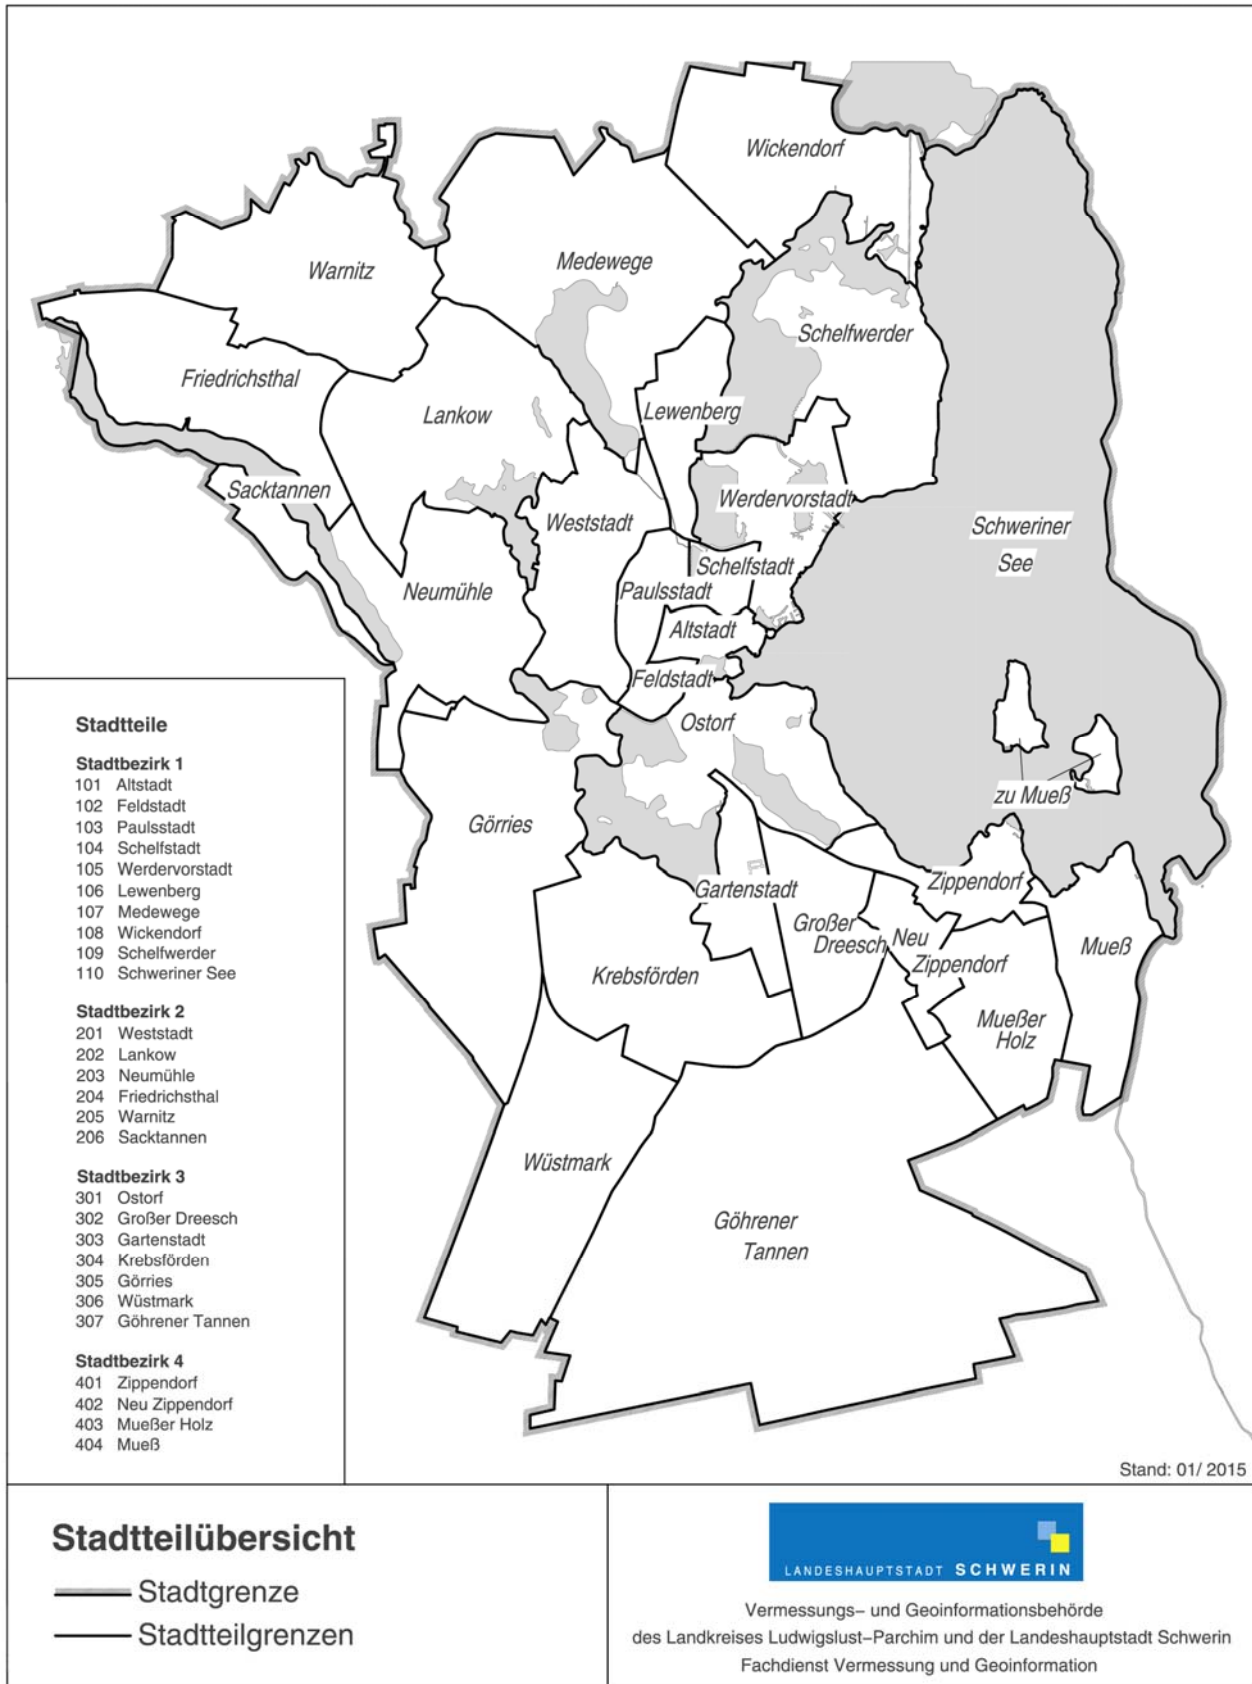 Wickendorf
Warnitz
Medewege
Schelfwerder
Friedrichsthal
Lankow
Lewenberg
Sacktannen
Werdervorstadt
Weststadt
Schweriner
See
Schelfstadt
Neumühle
Paulsstadt
Altstadt
Feldstadt
Ostorf
zu Mueß
Görries
Zippendorf
Gartenstadt
Großer
Dreesch
Neu
Zippendorf
Mueß
Krebsförden
Mueßer
Holz
Wüstmark
Göhrener
Tannen
Stadtteile
Stadtbezirk 1
101 Altstadt
102 Feldstadt
103 Paulsstadt
104 Schelfstadt
105 Werdervorstadt
106 Lewenberg
107 Medewege
108 Wickendorf
109 Schelfwerder
110 Schweriner See
Stadtbezirk 2
201 Weststadt
202 Lankow
203 Neumühle
204 Friedrichsthal
205 Warnitz
206 Sacktannen
Stadtbezirk 3
301 Ostorf
302 Großer Dreesch
303 Gartenstadt
304 Krebsförden
305 Görries
306 Wüstmark
307 Göhrener Tannen
Stadtbezirk 4
401 Zippendorf
402 Neu Zippendorf
403 Mueßer Holz
404 Mueß
Stand: 01/ 2015
Stadtteilübersicht
Stadtgrenze
Stadtteilgrenzen
LANDESHAUPTSTADT SCHWERIN
Vermessungs– und Geoinformationsbehörde
des Landkreises Ludwigslust–Parchim und der Landeshauptstadt Schwerin
Fachdienst Vermessung und Geoinformation